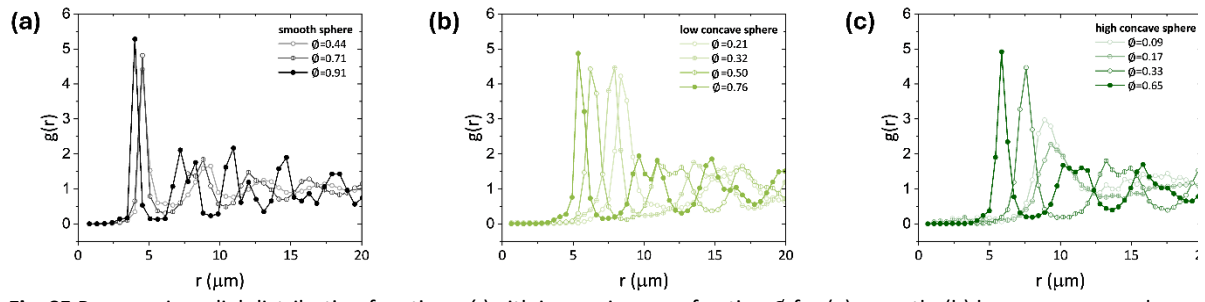 (a)
smooth sphere
Ø=0.44
Ø=0.71
Ø=0.91
g(r)
6
5
4
3
2
1
0
0 5 10 15 20
r (μm)
(b)
low concave sphere
Ø=0.21
Ø=0.32
Ø=0.50
Ø=0.76
g(r)
6
5
4
3
2
1
0
0 5 10 15 20
r (μm)
(c)
high concave sphere
Ø=0.09
Ø=0.17
Ø=0.33
Ø=0.65
g(r)
6
5
4
3
2
1
0
0 5 10 15 20
r (μm)